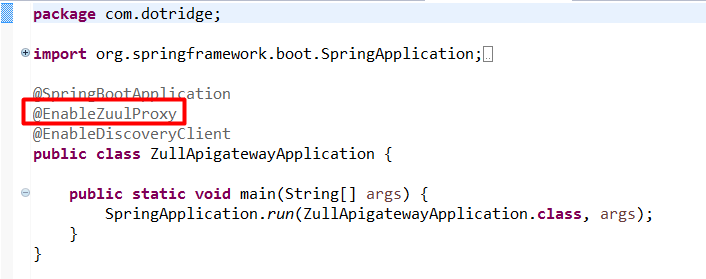 package com.dotridge;
import org.springframework.boot.SpringApplication;
@SpringBootApplication
@EnableZuulProxy
@EnableDiscoveryClient
public class ZullApigatewayApplication {
public static void main(String[] args) {
SpringApplication.run(ZullApigatewayApplication.class, args);
}
}